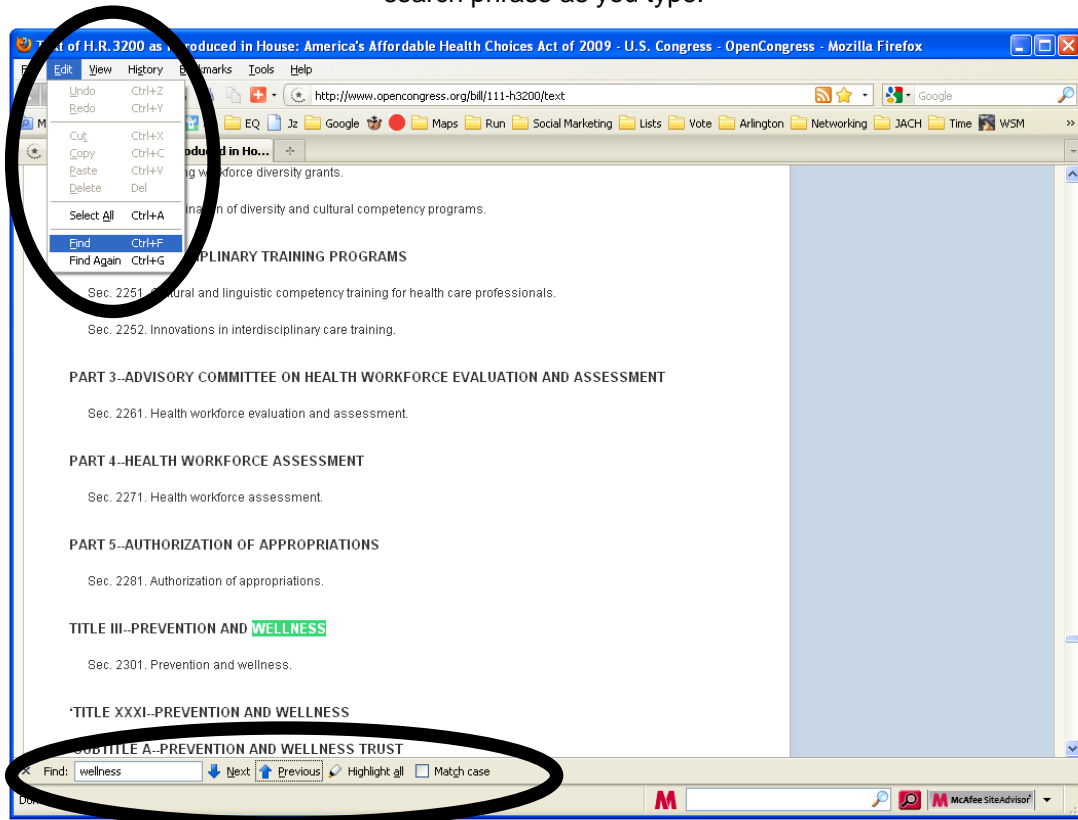 search phrase as you type.
of H.R. 3200 as roduced in House: America's Affordable Health Choices Act of 2009 - U.S. Congress - OpenCongress - Mozilla Firefox
Edit View History Bookmarks Tools Help
Undo Ctrl+Z
http://www.opencongress.org/bill/111-h3200/text
Google
Redo Ctrl+Y
M
EQ Jz Google Maps Run Social Marketing Lists Vote Arlington Networking JACH Time WSM »
Cut Ctrl+X
Copy Ctrl+C
oduced in Ho...
Paste Ctrl+V
ng workforce diversity grants.
Delete Del
Select All Ctrl+A
ination of diversity and cultural competency programs.
Find Ctrl+F
Find Again Ctrl+G
PLINARY TRAINING PROGRAMS
Sec. 2251. Cultural and linguistic competency training for health care professionals.
Sec. 2252. Innovations in interdisciplinary care training.
PART 3--ADVISORY COMMITTEE ON HEALTH WORKFORCE EVALUATION AND ASSESSMENT
Sec. 2261. Health workforce evaluation and assessment.
PART 4--HEALTH WORKFORCE ASSESSMENT
Sec. 2271. Health workforce assessment.
PART 5--AUTHORIZATION OF APPROPRIATIONS
Sec. 2281. Authorization of appropriations.
TITLE III--PREVENTION AND WELLNESS
Sec. 2301. Prevention and wellness.
‘TITLE XXXI--PREVENTION AND WELLNESS
SUBTITLE A--PREVENTION AND WELLNESS TRUST
Find: wellness Next Previous Highlight all Match case
M McAfee SiteAdvisor